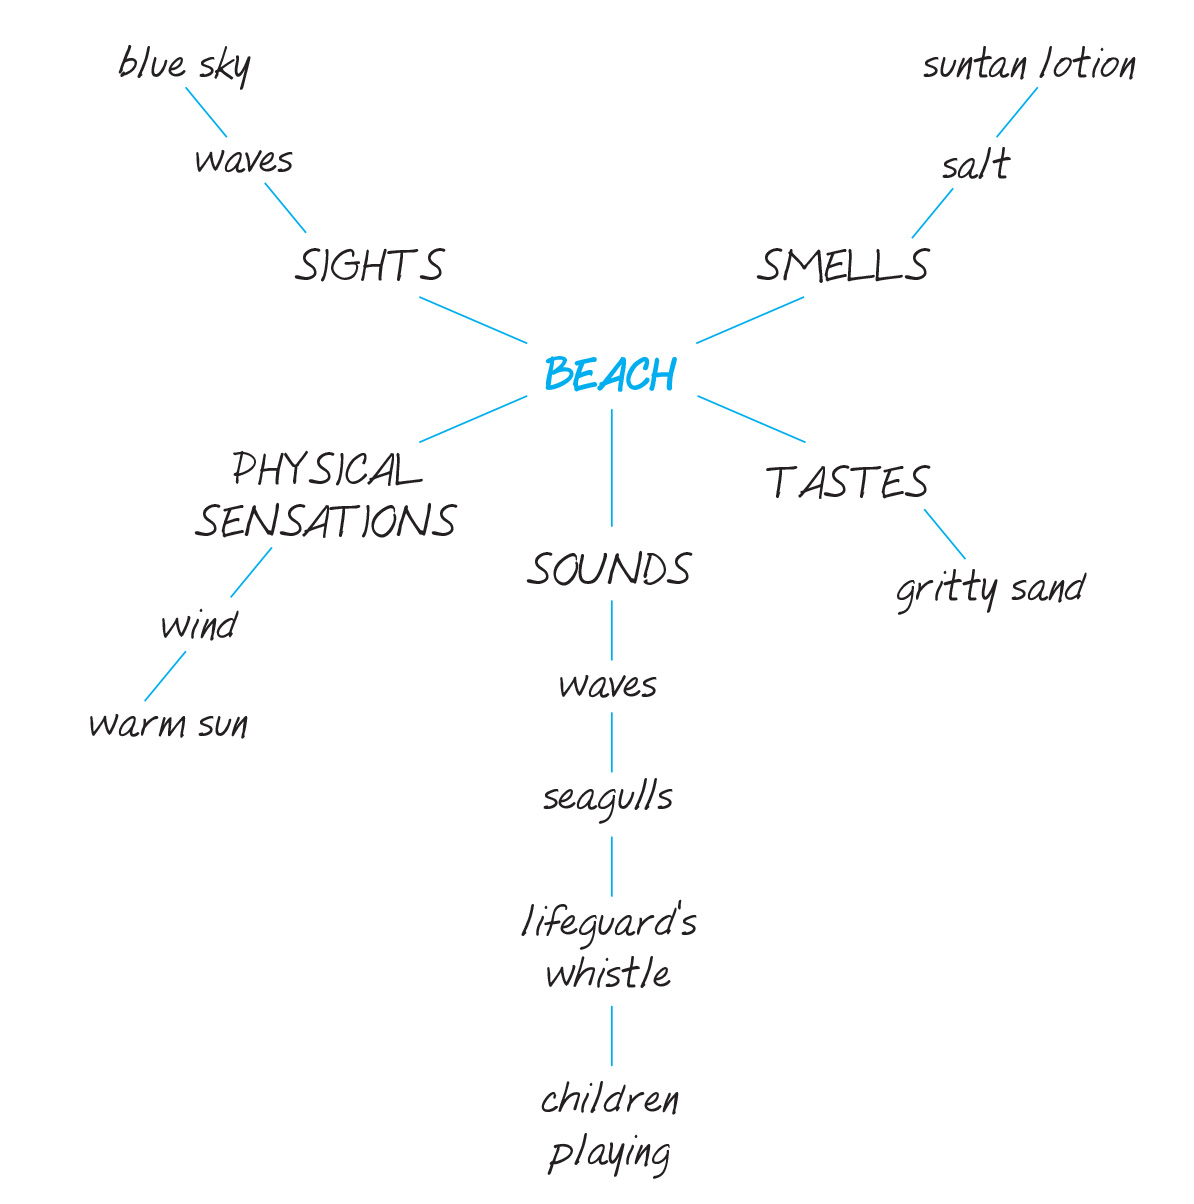 blue sky
suntan lotion
waves
salt
SIGHTS
SMELLS
BEACH
PHYSICAL
SENSATIONS
TASTES
SOUNDS
gritty sand
wind
waves
warm sun
seagulls
lifeguard's
whistle
children
playing